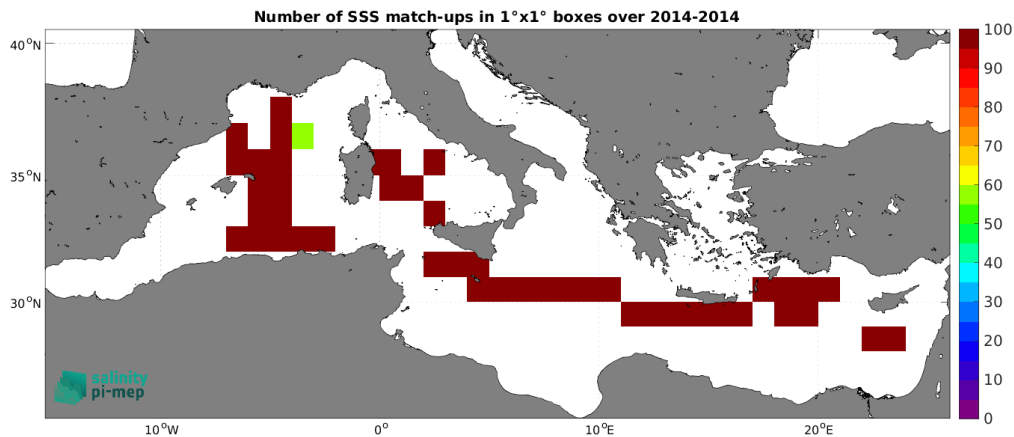 Number of SSS match-ups in 1°x1° boxes over 2014-2014
40°N
35°N
30°N
10°W
0°
10°E
20°E
100
90
80
70
60
50
40
30
20
10
0
salinity
pi-mep